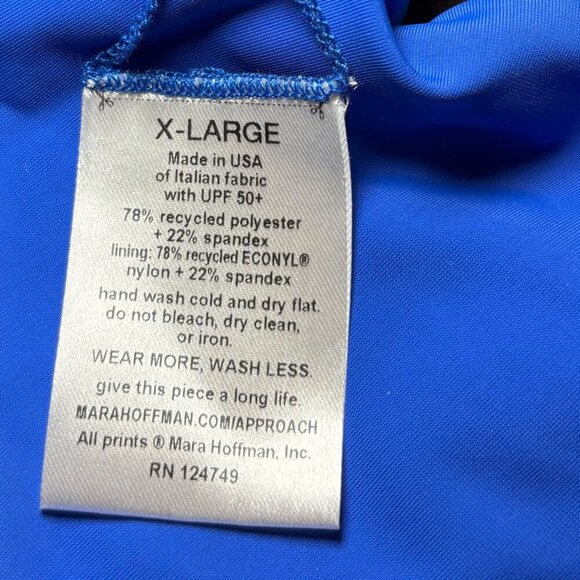 X-LARGE
Made in USA
of Italian fabric
with UPF 50+
78% recycled polyester
+ 22% spandex
lining: 78% recycled ECONYL®
nylon + 22% spandex
hand wash cold and dry flat.
do not bleach, dry clean,
or iron.
WEAR MORE, WASH LESS.
give this piece a long life.
MARAHOFFMAN.COM/APPROACH
All prints ® Mara Hoffman, Inc.
RN 124749